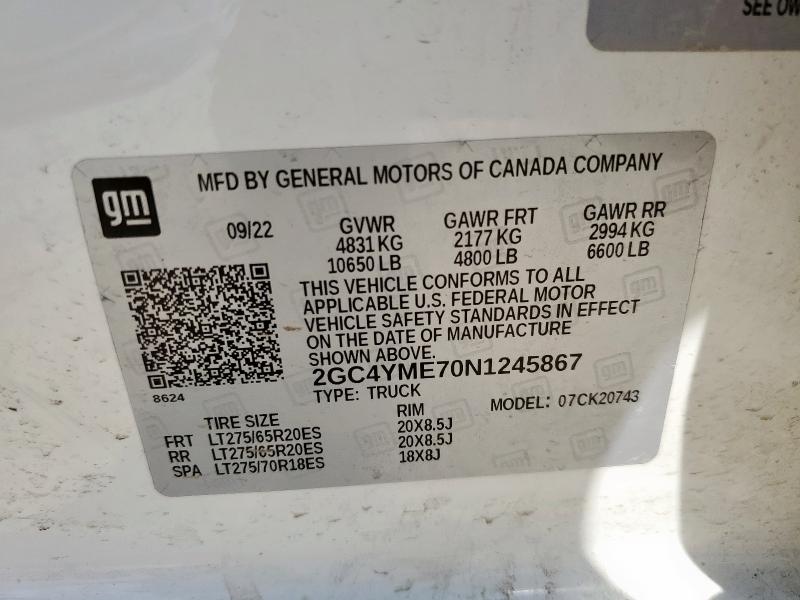 SEE OW
MFD BY GENERAL MOTORS OF CANADA COMPANY
gm
09/22
GVWR
4831 KG
10650 LB
GAWR FRT
2177 KG
4800 LB
GAWR RR
2994 KG
6600 LB
THIS VEHICLE CONFORMS TO ALL
APPLICABLE U.S. FEDERAL MOTOR
VEHICLE SAFETY STANDARDS IN EFFECT
ON THE DATE OF MANUFACTURE
SHOWN ABOVE.
2GC4YME70N1245867
8624
TYPE: TRUCK
MODEL: 07CK20743
TIRE SIZE RIM
FRT LT275/65R20ES 20X8.5J
RR LT275/65R20ES 20X8.5J
SPA LT275/70R18ES 18X8J